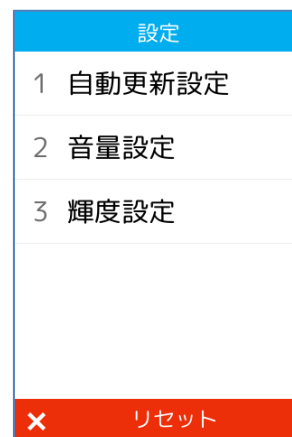 設定
1 自動更新設定
2 音量設定
3 輝度設定
× リセット